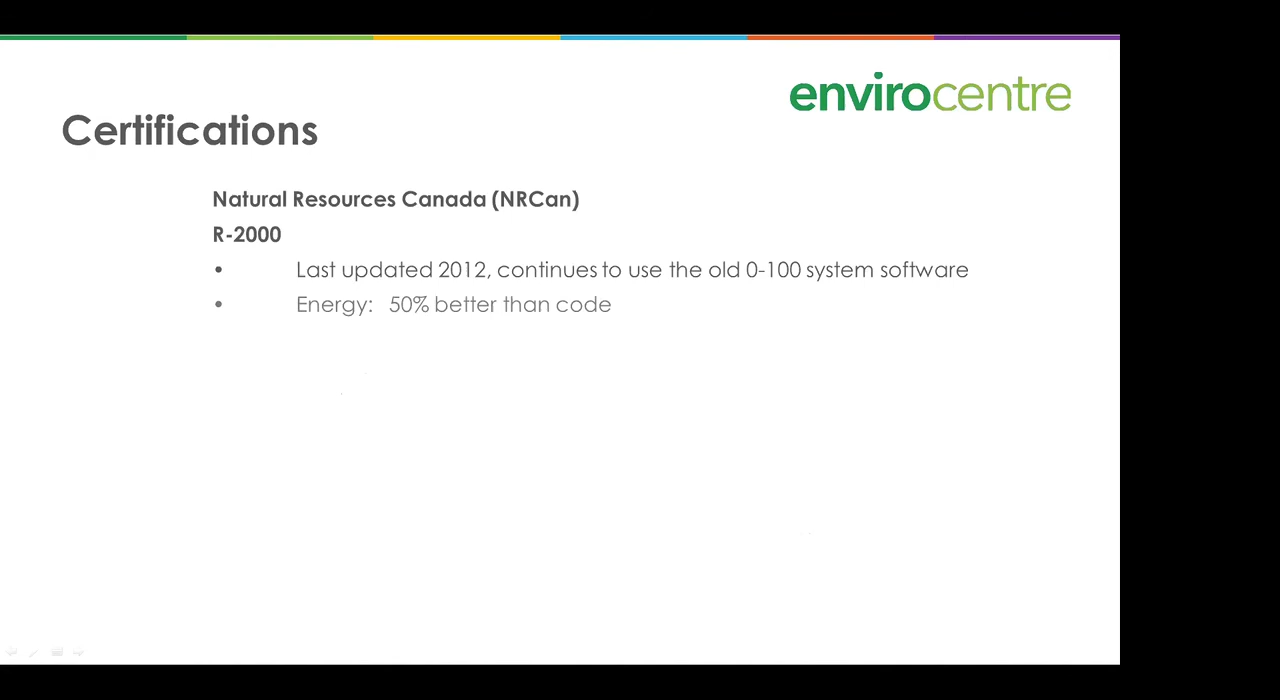 envirocentre
Certifications
Natural Resources Canada (NRCan)
R-2000
• Last updated 2012, continues to use the old 0-100 system software
• Energy: 50% better than code